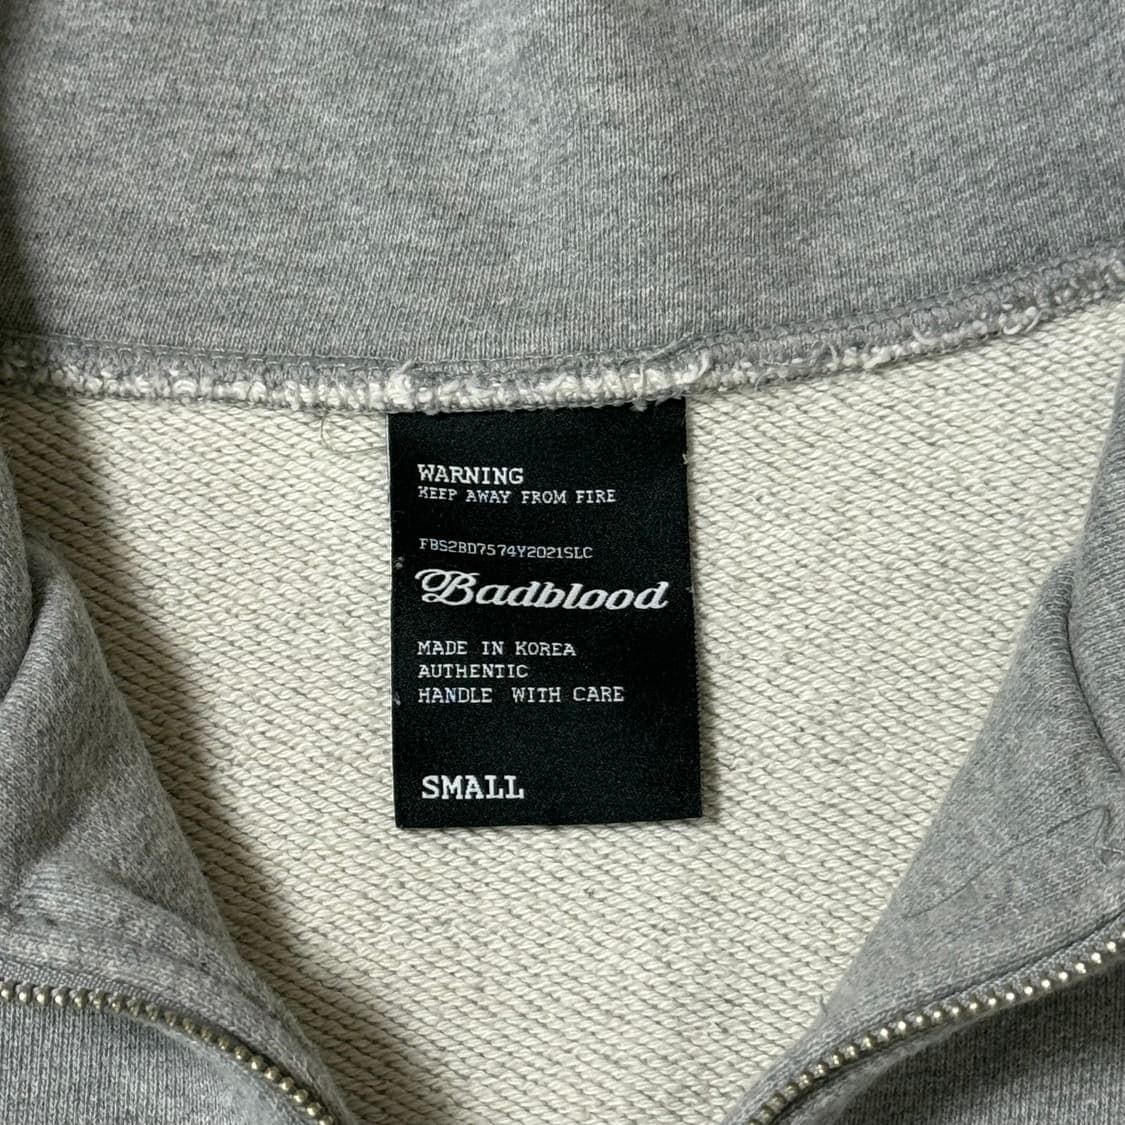 WARNING
KEEP AWAY FROM FIRE
FBS2BD7574Y2021SLC
Badblood
MADE IN KOREA
AUTHENTIC
HANDLE WITH CARE
SMALL